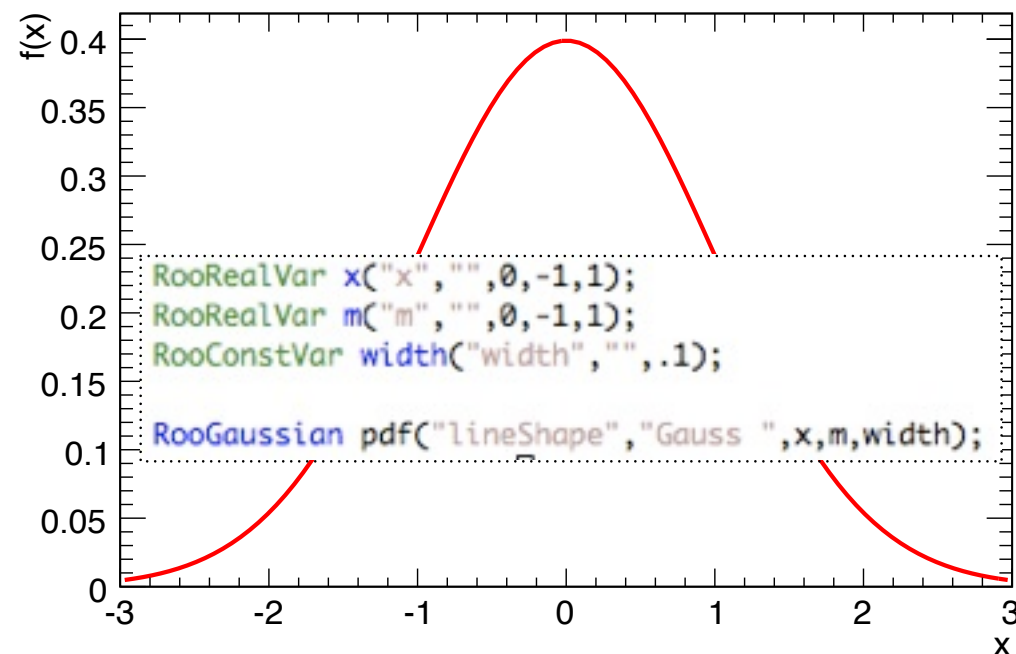 f(x)
0.4
0.35
0.3
0.25
RooRealVar x("x","",0,-1,1);
RooRealVar m("m","",0,-1,1);
0.2
RooConstVar width("width","",.1);
0.15
RooGaussian pdf("lineShape","Gauss ",x,m,width);
0.1
0.05
0
-3 -2 -1 0 1 2 3
x